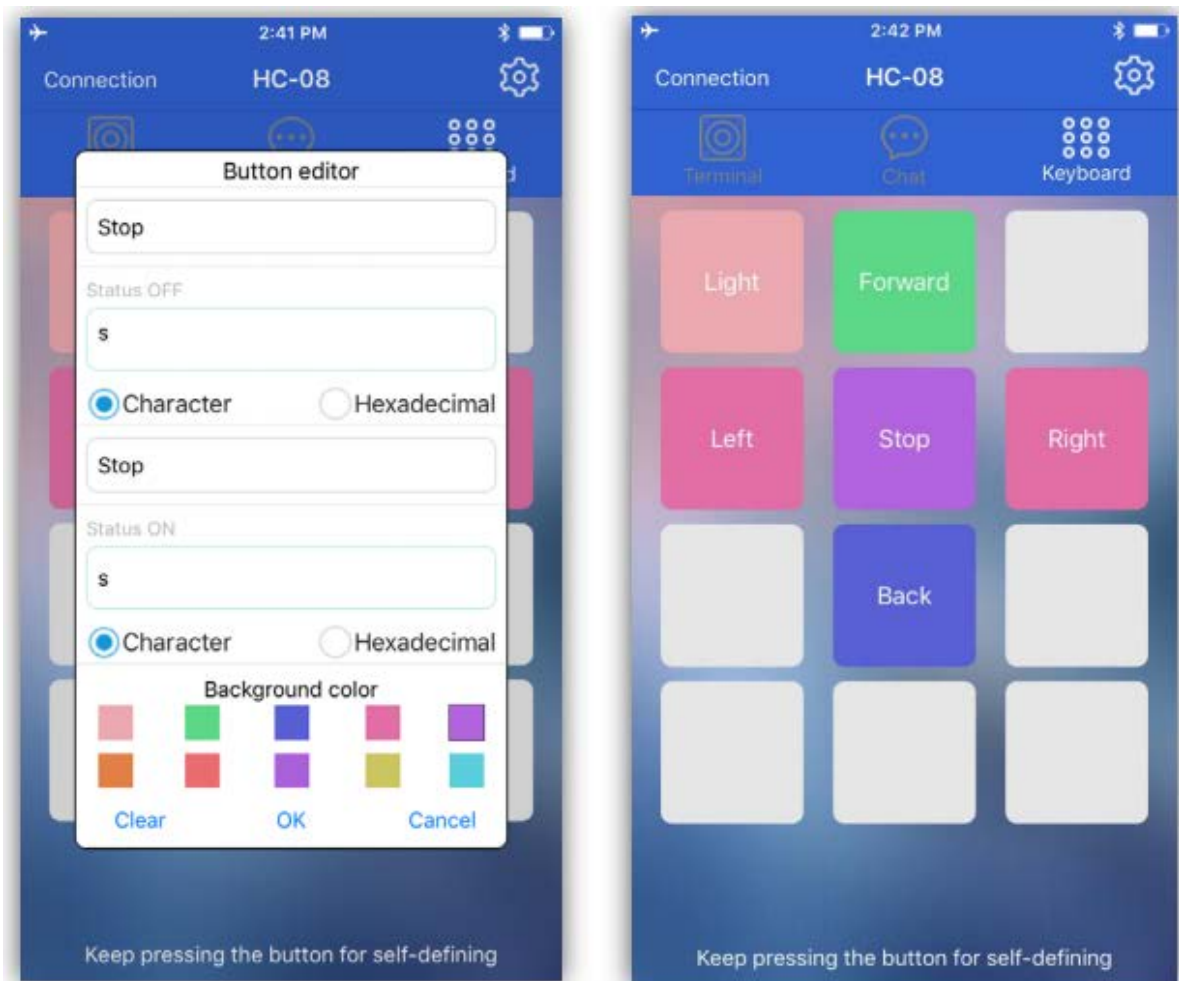 2:41 PM
Connection HC-08
Button editor
Stop
Status OFF
s
Character Hexadecimal
Stop
Status ON
s
Character Hexadecimal
Background color
Clear OK Cancel
Keep pressing the button for self-defining
2:42 PM
Connection HC-08
Terminal Chat Keyboard
Light Forward
Left Stop Right
Back
Keep pressing the button for self-defining